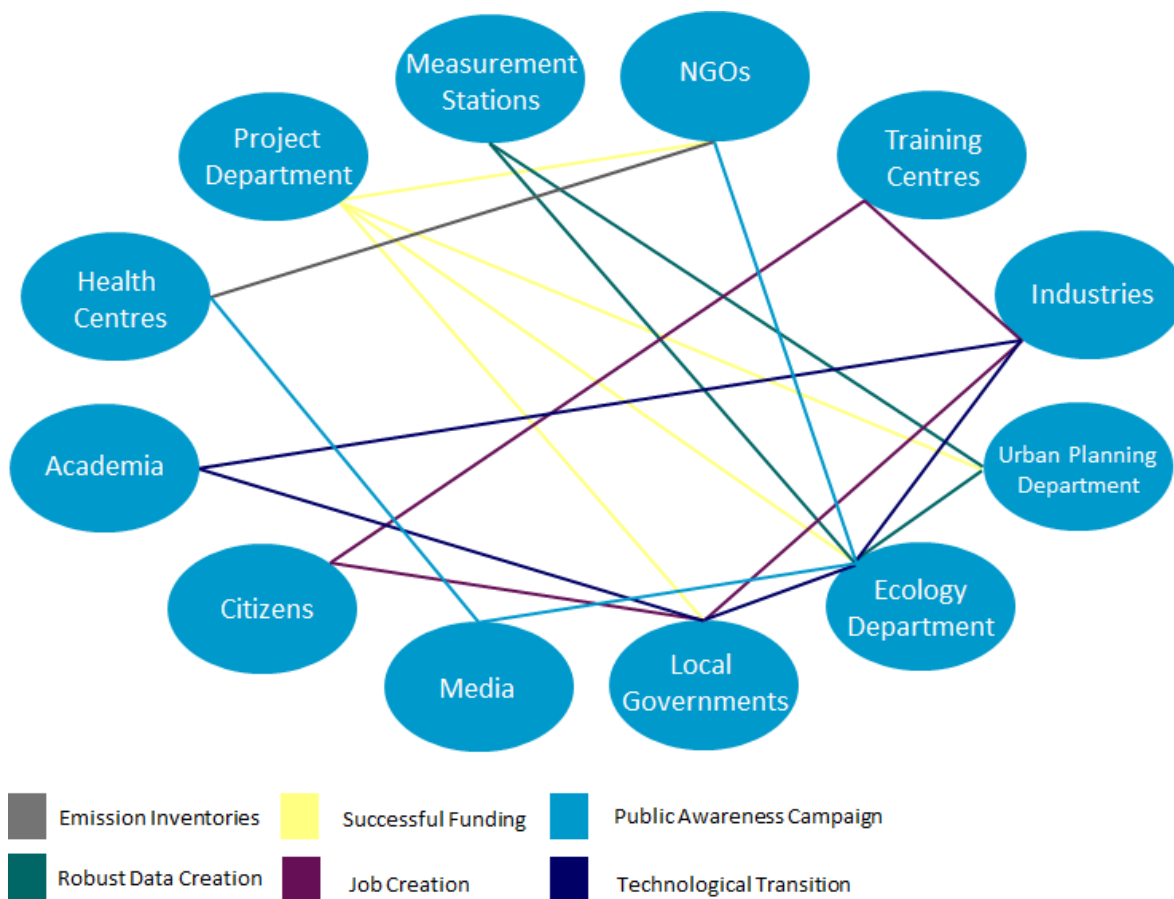 Measurement
Stations
NGOs
Project
Department
Training
Centres
Health
Centres
Industries
Academia
Urban Planning
Department
Citizens
Ecology
Department
Media
Local
Governments
Emission Inventories
Successful Funding
Public Awareness Campaign
Robust Data Creation
Job Creation
Technological Transition